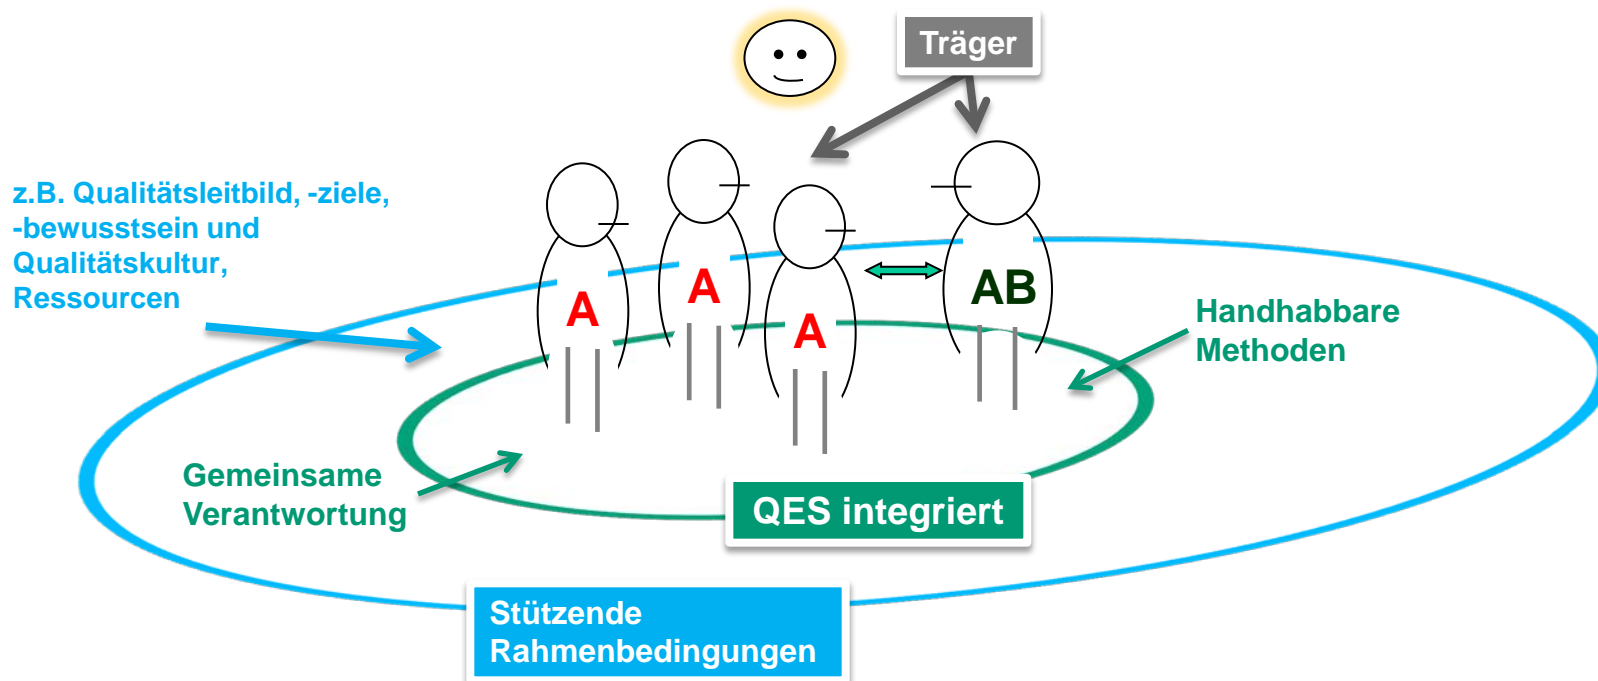 Träger
z.B. Qualitätsleitbild, -ziele,
-bewusstsein und
Qualitätskultur,
Ressourcen
A
A
A
AB
Handhabbare
Methoden
Gemeinsame
Verantwortung
QES integriert
Stützende
Rahmenbedingungen